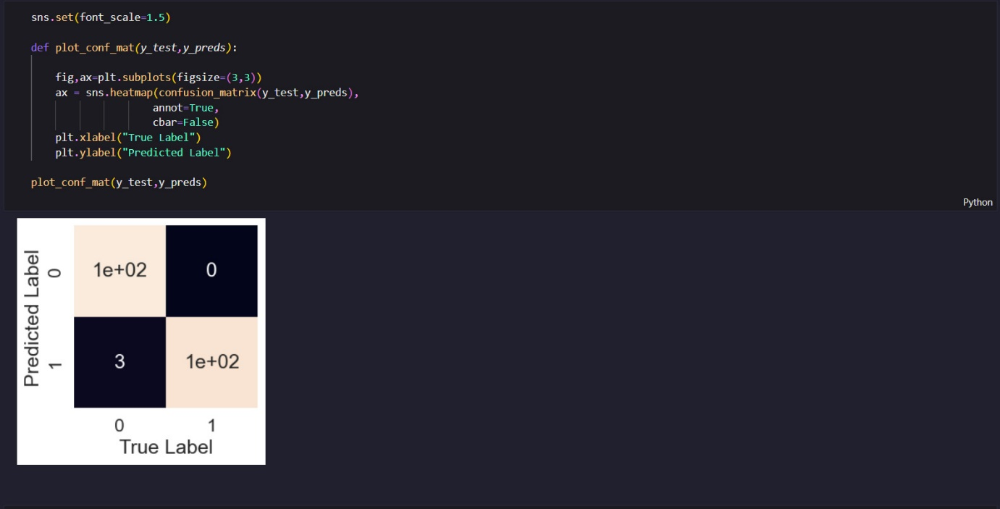 sns.set(font_scale=1.5)
def plot_conf_mat(y_test,y_preds):
fig,ax=plt.subplots(figsize=(3,3))
ax = sns.heatmap(confusion_matrix(y_test,y_preds),
annot=True,
cbar=False)
plt.xlabel("True Label")
plt.ylabel("Predicted Label")
plot_conf_mat(y_test,y_preds)
Python
Predicted Label
0
1e+02
0
1
3
1e+02
0
1
True Label